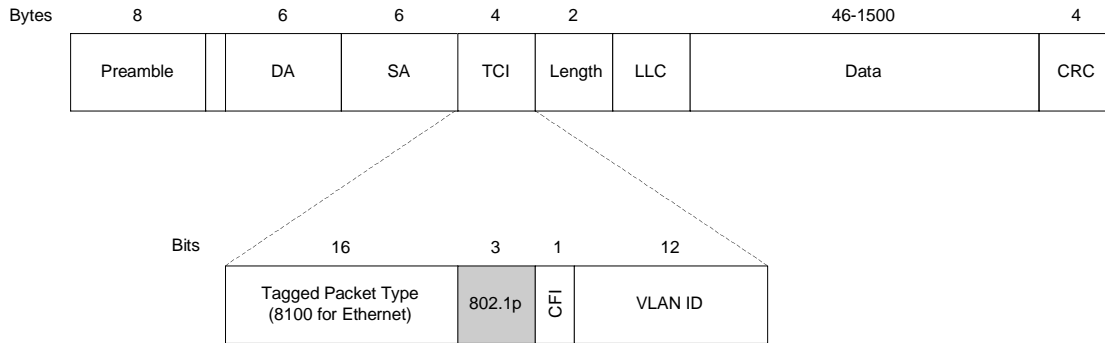 Bytes 8 6 6 4 2 46-1500 4
Preamble DA SA TCI Length LLC Data CRC
Bits 16 3 1 12
Tagged Packet Type
(8100 for Ethernet)
802.1p
CFI
VLAN ID